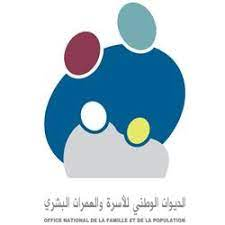 الديوان الوطني للأسرة والعمران البشري
OFFICE NATIONAL DE LA FAMILLE ET DE LA POPULATION